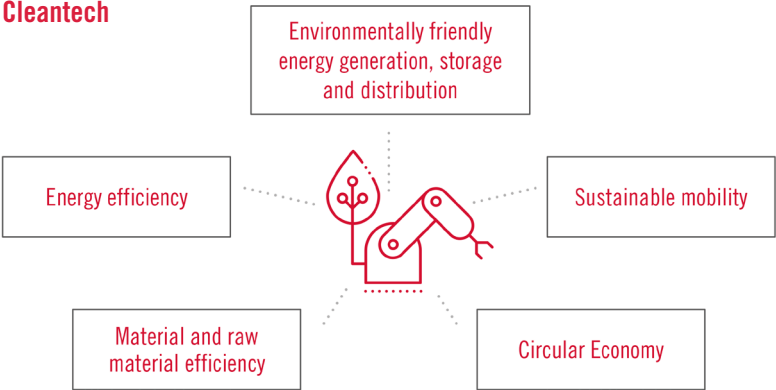 Cleantech
Environmentally friendly
energy generation, storage
and distribution
Energy efficiency
Sustainable mobility
Material and raw
material efficiency
Circular Economy